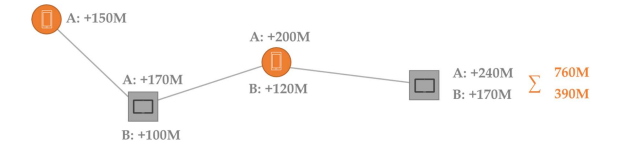 A: +150M
A: +170M
B: +100M
A: +200M
B: +120M
A: +240M
B: +170M
∑
760M
390M